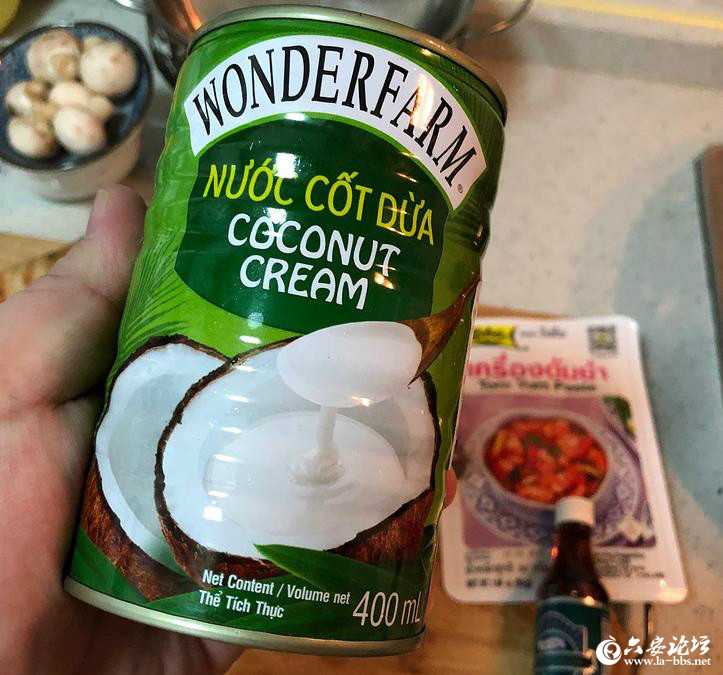 WONDERFARM®
NƯỚC CỐT DỪA
COCONUT
CREAM
Net Content / Volume net
Thể Tích Thực
400 mL
เครื่องต้มยำ
Tom Yum Paste
六安论坛
www.la-bbs.net